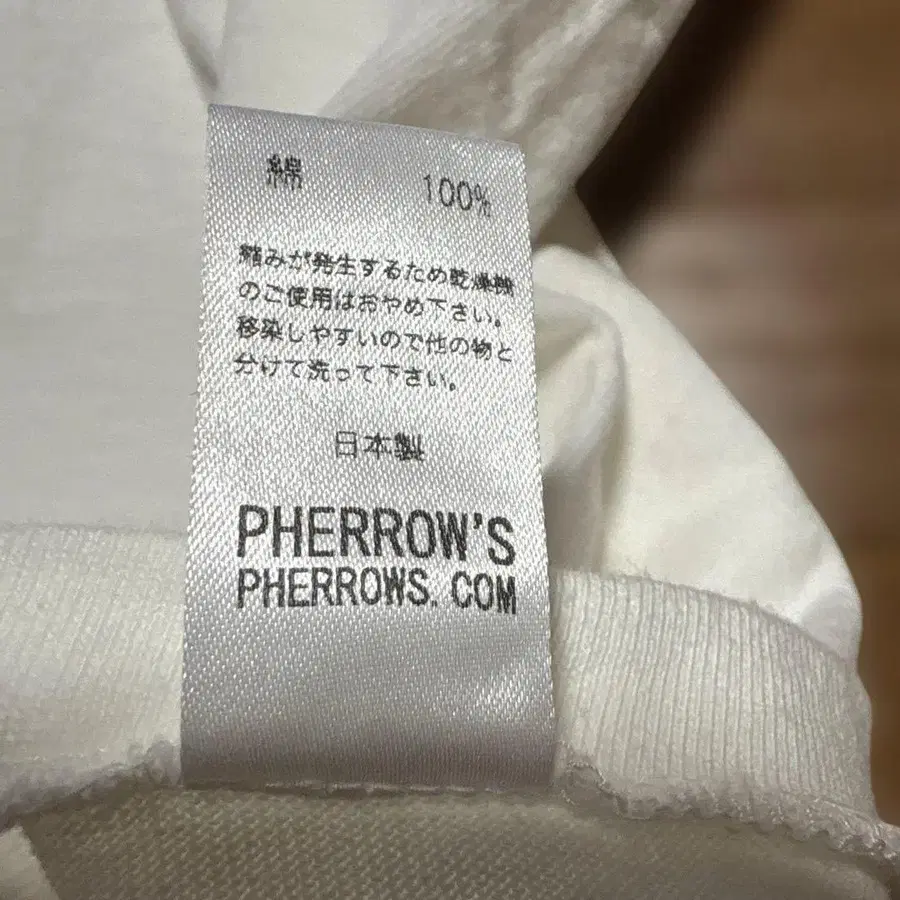 綿 100%
縮みが発生するため乾燥機
のご使用はおやめ下さい。
移染しやすいので他の物と
分けて洗って下さい。
日本製
PHERROW'S
PHERROWS. COM